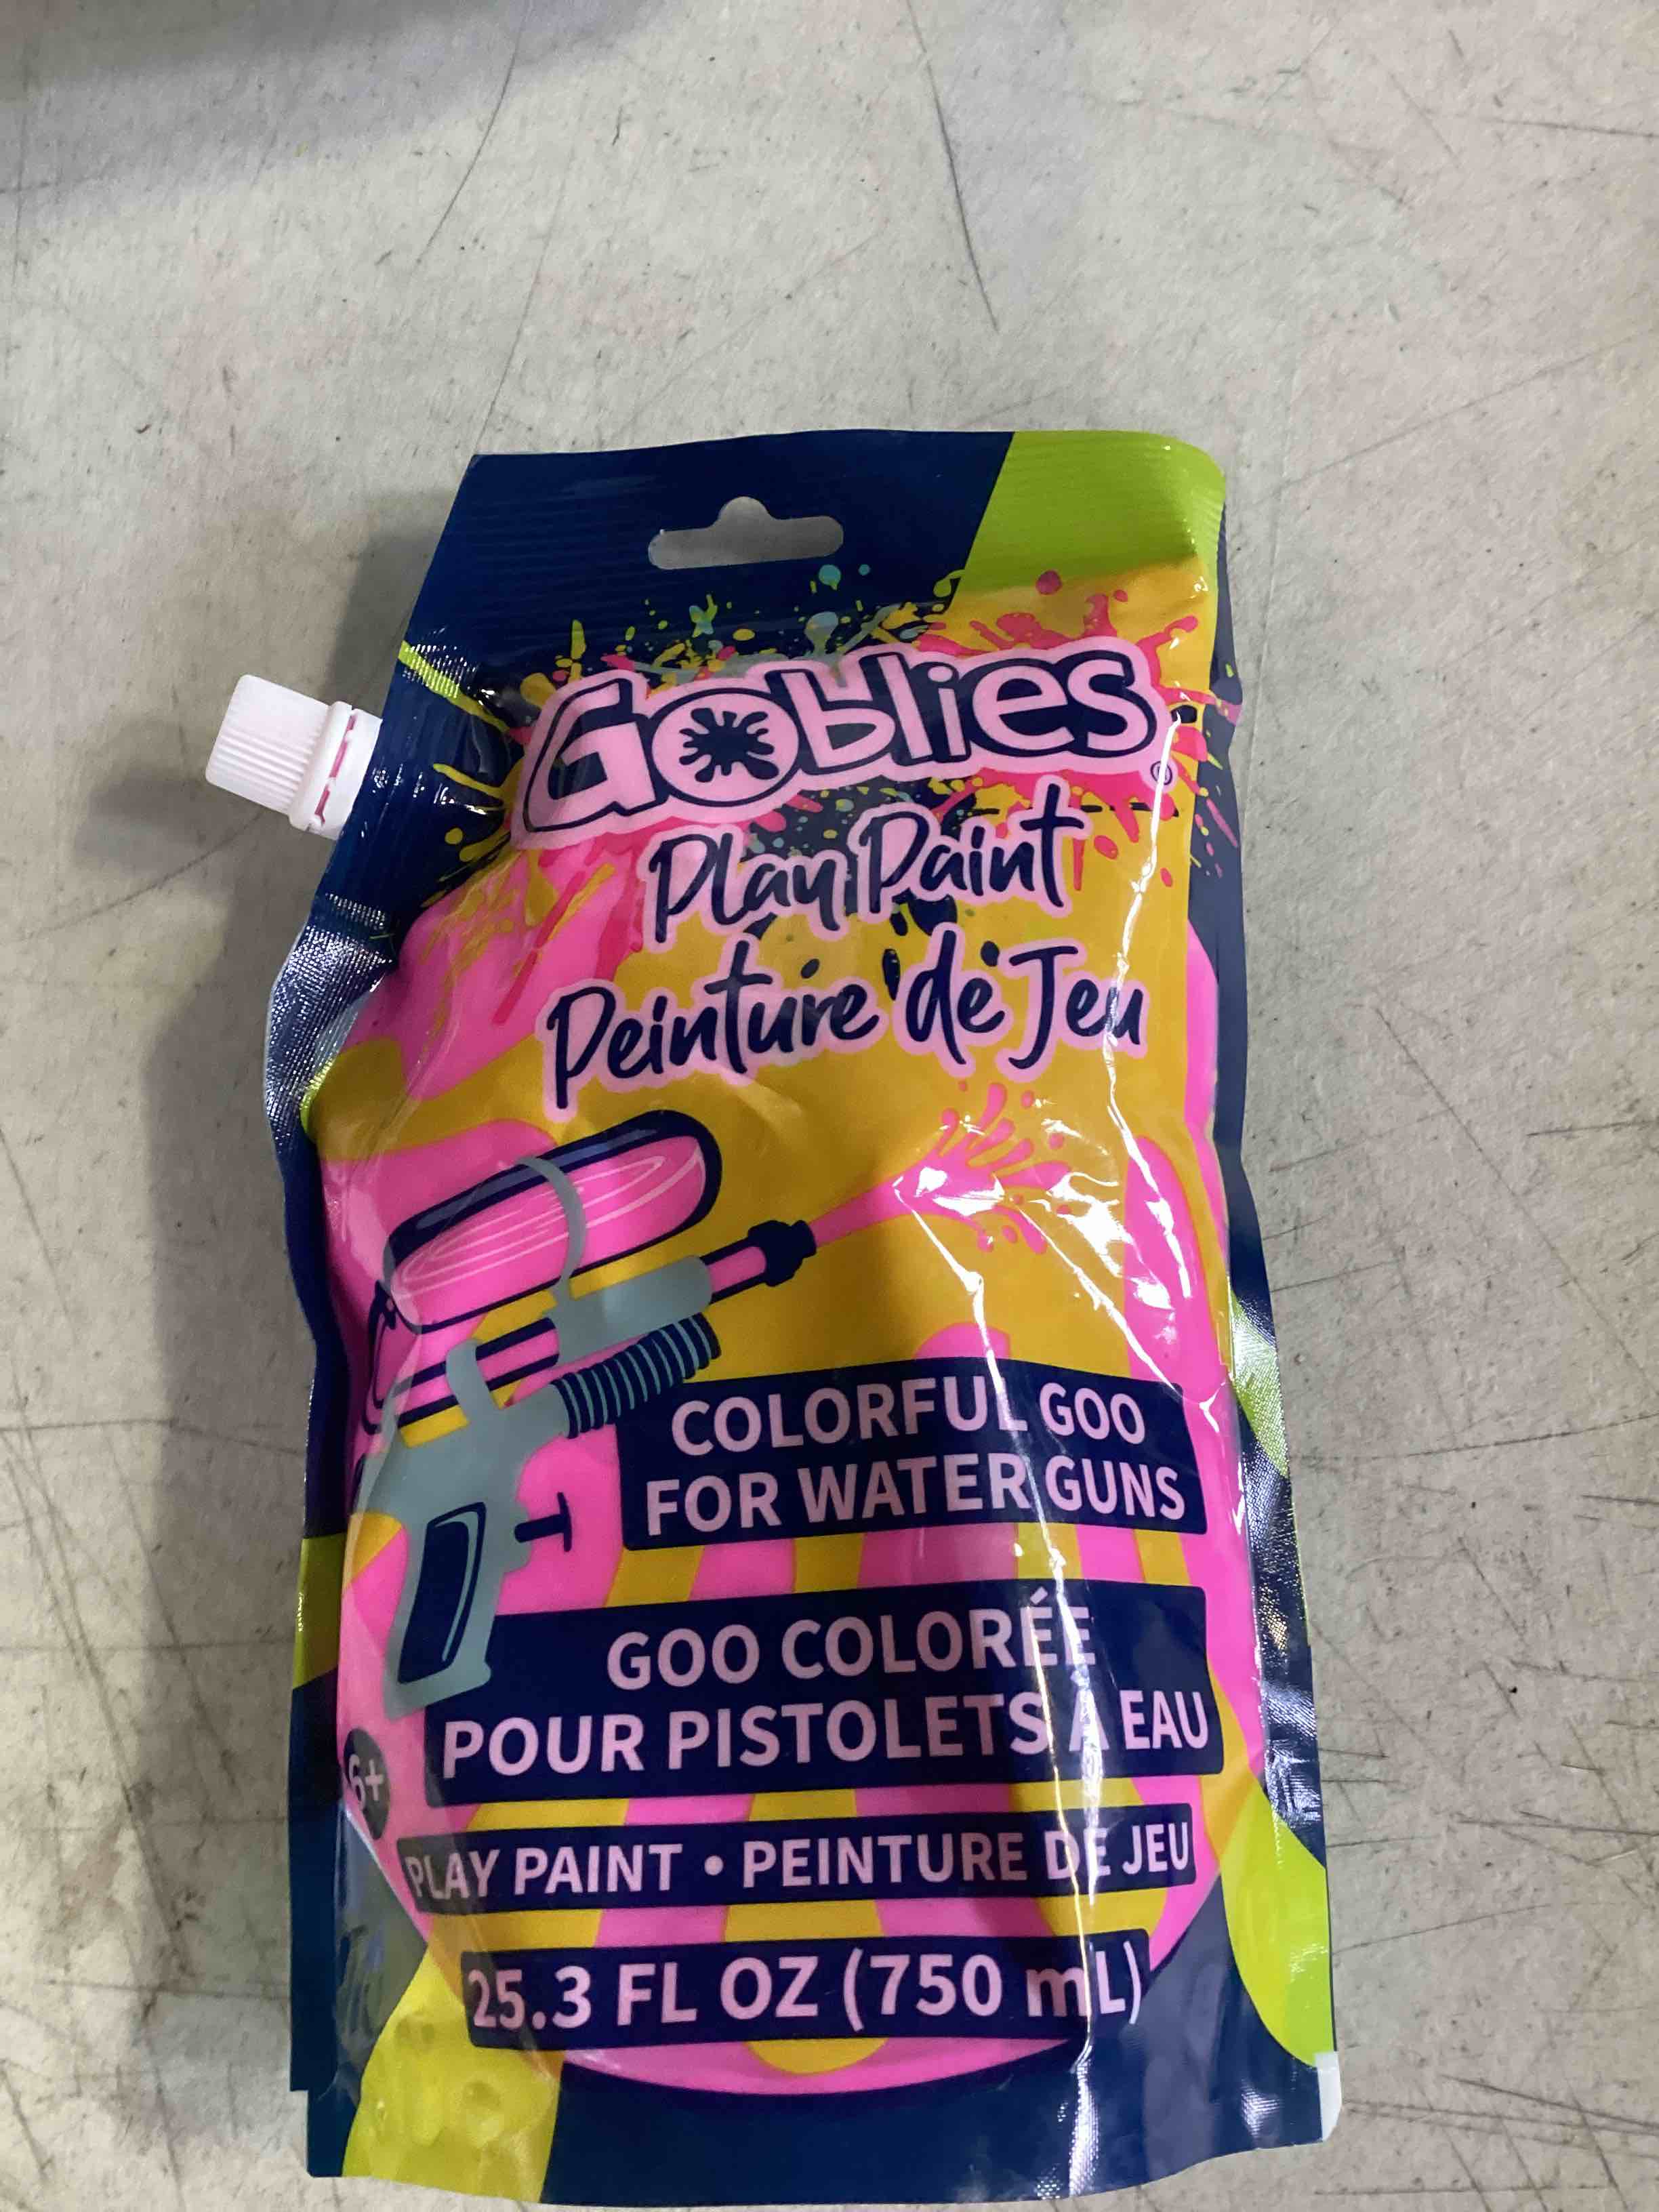 Goblies®
Play Paint
Peinture de Jeu
COLORFUL GOO
FOR WATER GUNS
GOO COLORÉE
POUR PISTOLETS À EAU
6+
PLAY PAINT • PEINTURE DE JEU
25.3 FL OZ (750 mL)